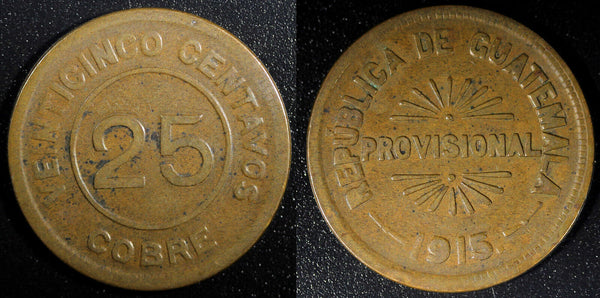 VEINTICINCO CENTAVOS
25
COBRE
REPUBLICA DE GUATEMALA
PROVISIONAL
1915